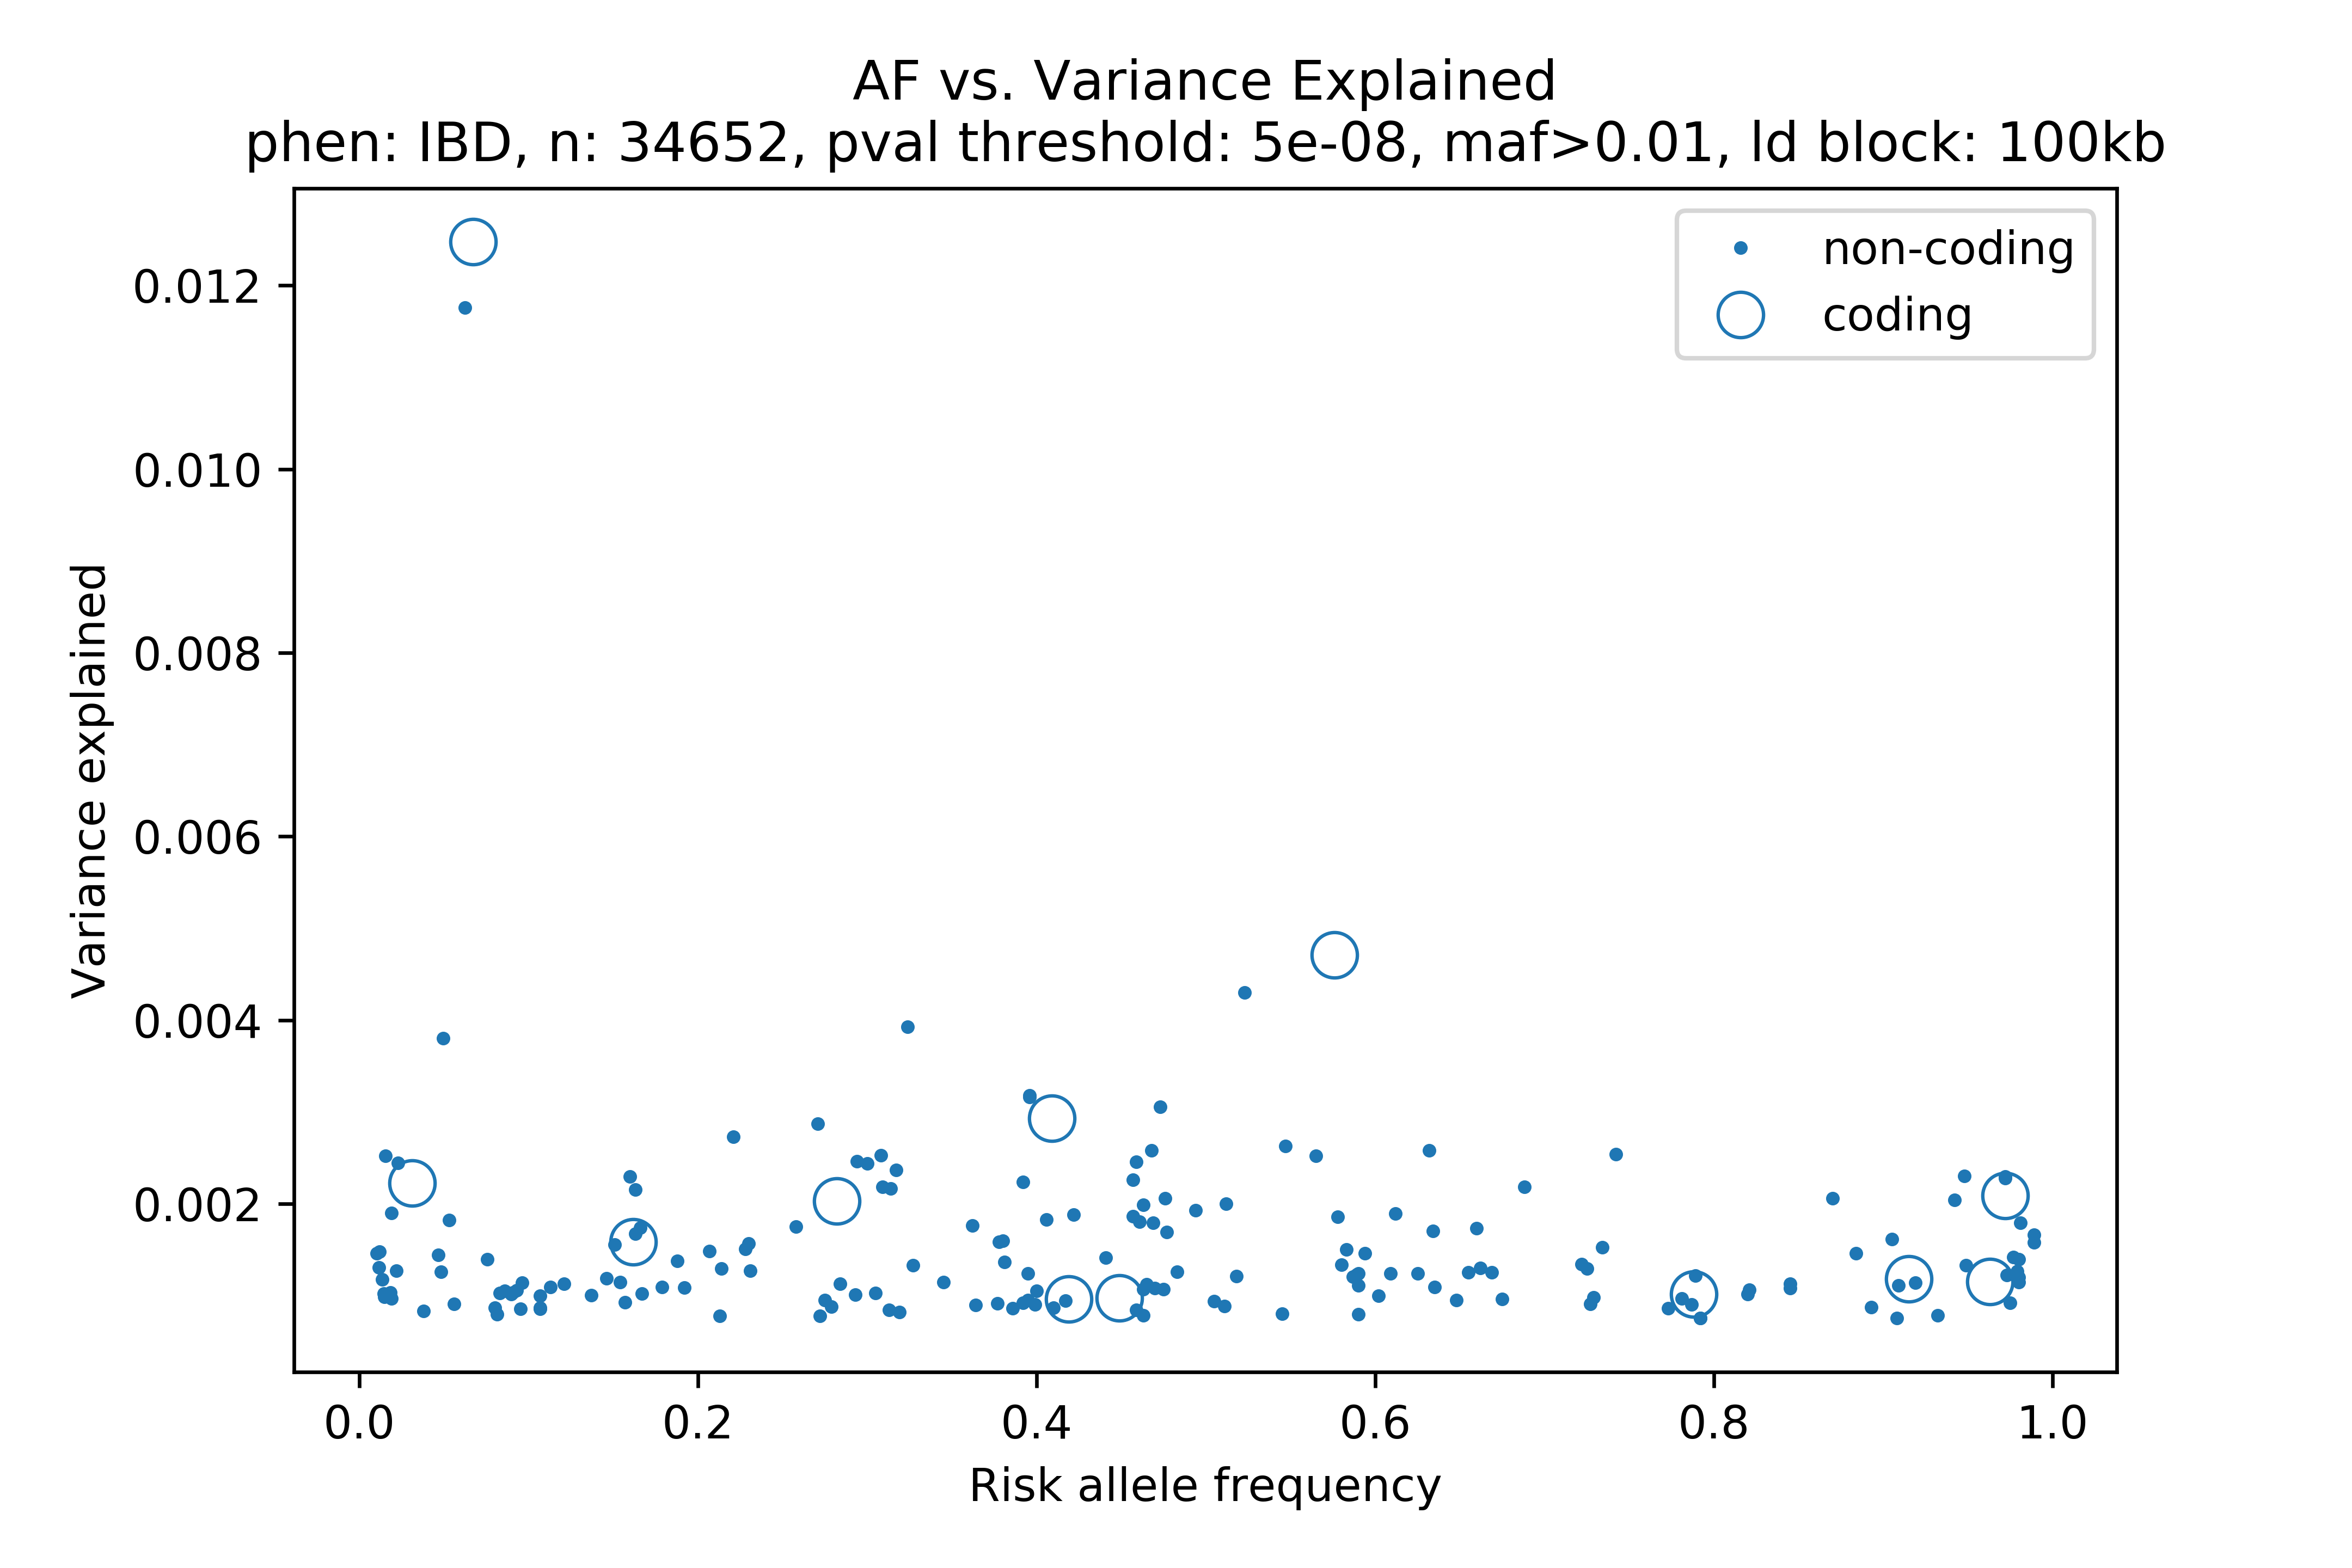 AF vs. Variance Explained
phen: IBD, n: 34652, pval threshold: 5e-08, maf>0.01, ld block: 100kb
non-coding
coding
Variance explained
0.012
0.010
0.008
0.006
0.004
0.002
0.0 0.2 0.4 0.6 0.8 1.0
Risk allele frequency